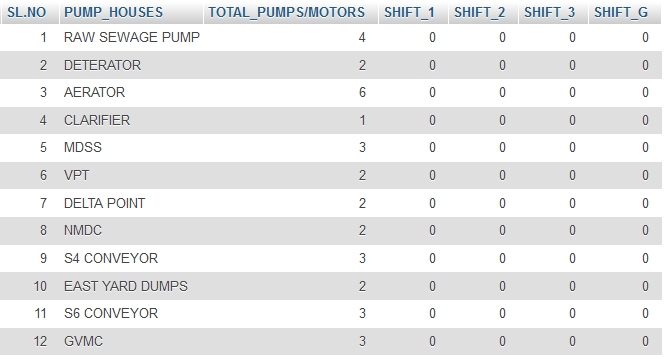 SL.NO PUMP_HOUSES TOTAL_PUMPS/MOTORS SHIFT_1 SHIFT_2 SHIFT_3 SHIFT_G
1 RAW SEWAGE PUMP 4 0 0 0 0
2 DETERATOR 2 0 0 0 0
3 AERATOR 6 0 0 0 0
4 CLARIFIER 1 0 0 0 0
5 MDSS 3 0 0 0 0
6 VPT 2 0 0 0 0
7 DELTA POINT 2 0 0 0 0
8 NMDC 2 0 0 0 0
9 S4 CONVEYOR 3 0 0 0 0
10 EAST YARD DUMPS 2 0 0 0 0
11 S6 CONVEYOR 3 0 0 0 0
12 GVMC 3 0 0 0 0